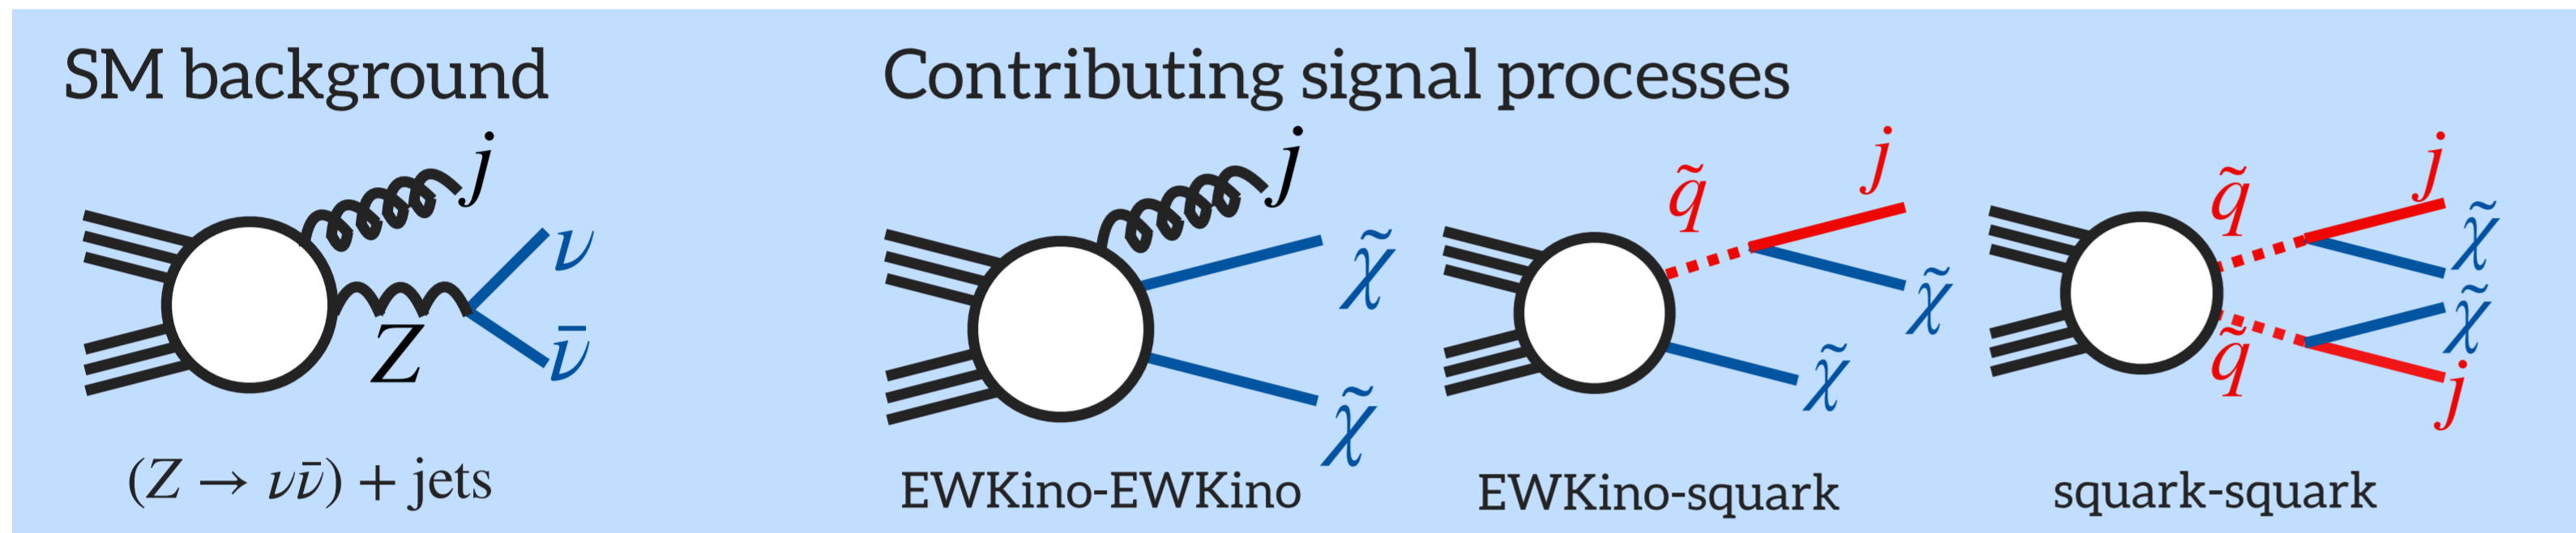 SM background
j
ν
Z
ν̄
(Z → νν̄) + jets
Contributing signal processes
j
χ̃
χ̃
EWKino-EWKino
q̃
j
χ̃
χ̃
EWKino-squark
q̃
j
χ̃
χ̃
q̃
j
squark-squark